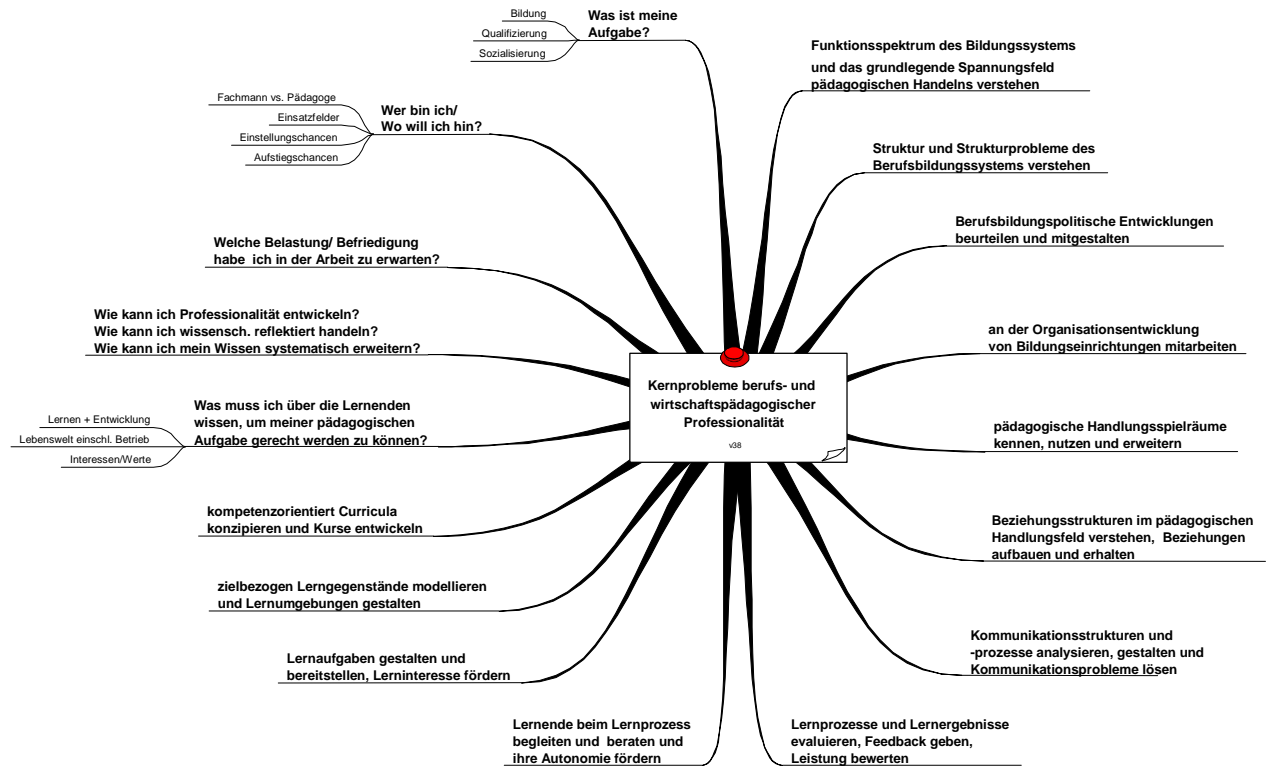 Kernprobleme berufs- und
wirtschaftspädagogischer
Professionalität
v38
Was ist meine
Aufgabe?
Bildung
Qualifizierung
Sozialisierung
Wer bin ich/
Wo will ich hin?
Fachmann vs. Pädagoge
Einsatzfelder
Einstellungschancen
Aufstiegschancen
Welche Belastung/ Befriedigung
habe ich in der Arbeit zu erwarten?
Wie kann ich Professionalität entwickeln?
Wie kann ich wissensch. reflektiert handeln?
Wie kann ich mein Wissen systematisch erweitern?
Was muss ich über die Lernenden
wissen, um meiner pädagogischen
Aufgabe gerecht werden zu können?
Lernen + Entwicklung
Lebenswelt einschl. Betrieb
Interessen/Werte
kompetenzorientiert Curricula
konzipieren und Kurse entwickeln
zielbezogen Lerngegenstände modellieren
und Lernumgebungen gestalten
Lernaufgaben gestalten und
bereitstellen, Lerninteresse fördern
Lernende beim Lernprozess
begleiten und beraten und
ihre Autonomie fördern
Funktionsspektrum des Bildungssystems
und das grundlegende Spannungsfeld
pädagogischen Handelns verstehen
Struktur und Strukturprobleme des
Berufsbildungssystems verstehen
Berufsbildungspolitische Entwicklungen
beurteilen und mitgestalten
an der Organisationsentwicklung
von Bildungseinrichtungen mitarbeiten
pädagogische Handlungsspielräume
kennen, nutzen und erweitern
Beziehungsstrukturen im pädagogischen
Handlungsfeld verstehen, Beziehungen
aufbauen und erhalten
Kommunikationsstrukturen und
-prozesse analysieren, gestalten und
Kommunikationsprobleme lösen
Lernprozesse und Lernergebnisse
evaluieren, Feedback geben,
Leistung bewerten